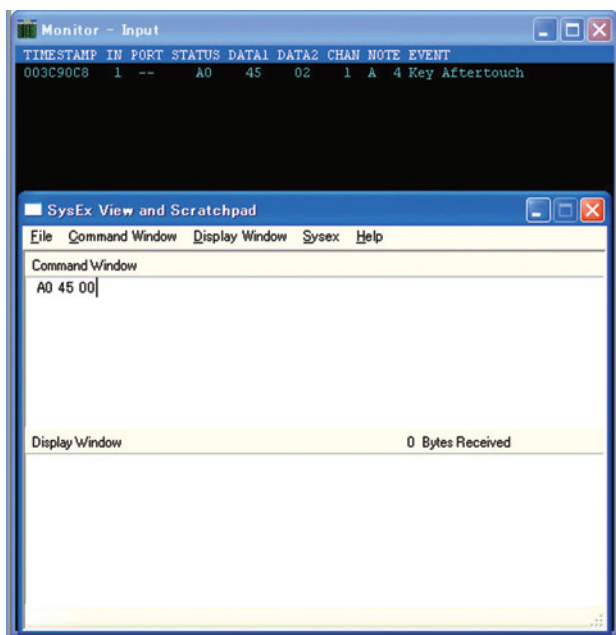 Monitor - Input
TIMESTAMP IN PORT STATUS DATA1 DATA2 CHAN NOTE EVENT
003C90C8 1 -- A0 45 02 1 A 4 Key Aftertouch
SysEx View and Scratchpad
File Command Window Display Window Sysex Help
Command Window
A0 45 00
Display Window 0 Bytes Received